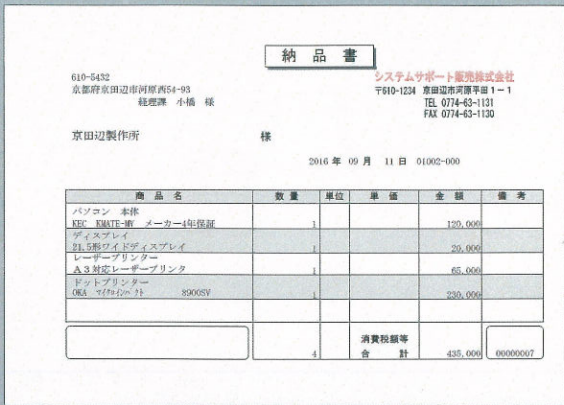 納品書
610-5432
京都府京田辺市河原西54-93
経理課 小橋 様
システムサポート販売株式会社
〒610-1234 京田辺市河原平田1-1
TEL 0774-63-1131
FAX 0774-63-1130
京田辺製作所 様
2016 年 09 月 11 日 01002-000
商品名 数量 単位 単価 金額 備考
パソコン 本体
KEC KMATE-MV メーカー4年保証 1 120,000
ディスプレイ
21.5形ワイドディスプレイ 1 20,000
レーザープリンター
A3対応レーザープリンタ 1 65,000
ドットプリンター
OKA 8900SV 1 230,000
消費税額等
4 合計 435,000 00000007